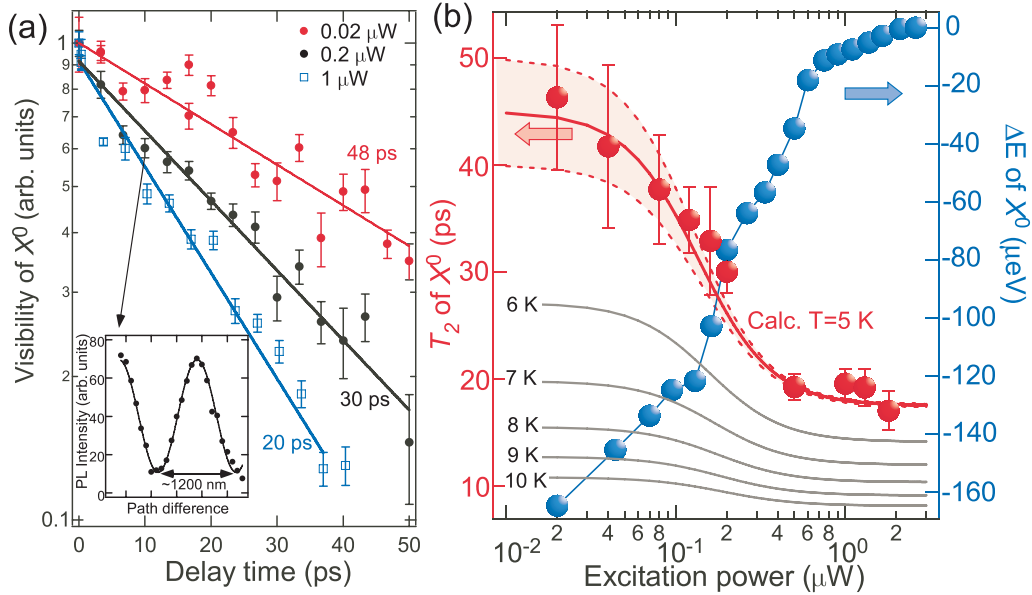 (a)
0.02 μW
0.2 μW
1 μW
Visibility of X⁰ (arb. units)
1
9
8
7
6
5
4
3
2
0.1
48 ps
30 ps
20 ps
PL Intensity (arb. units)
80
60
40
20
0
~1200 nm
Path difference
0 10 20 30 40 50
Delay time (ps)
(b)
T₂ of X⁰ (ps)
50
40
30
20
10
6 K
7 K
8 K
9 K
10 K
Calc. T=5 K
0
-20
-40
-60
-80
-100
-120
-140
-160
ΔE of X⁰ (μeV)
10⁻² 2 4 6 8 10⁻¹ 2 4 6 8 10⁰ 2
Excitation power (μW)